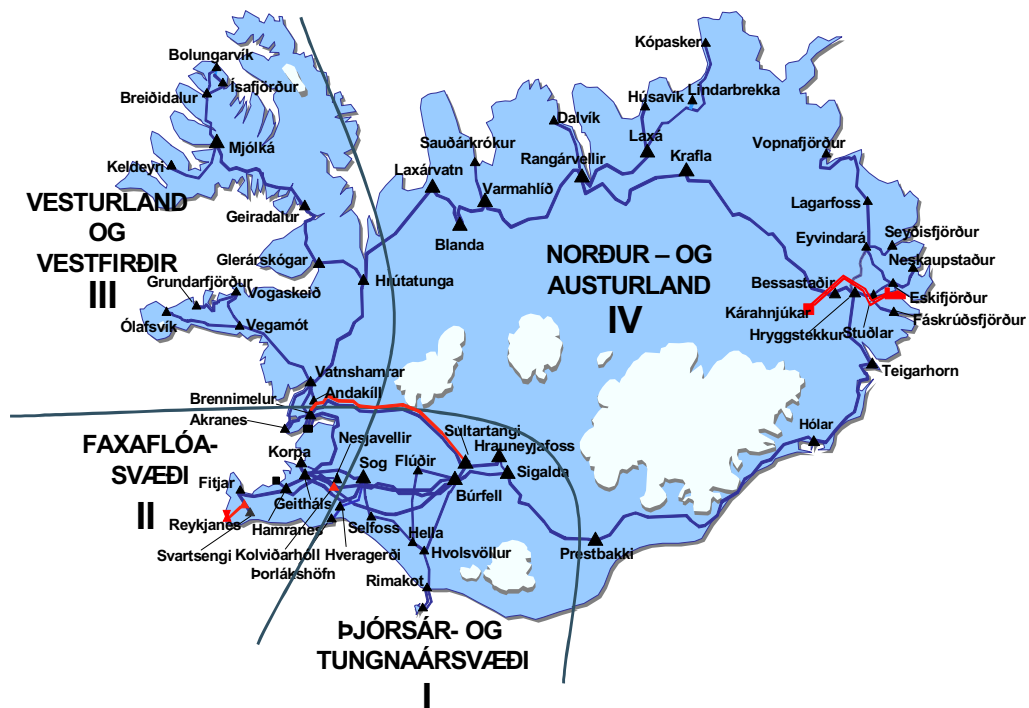 Kópasker
Bolungarvík
Ísafjörður
Breiðidalur
Líndarbrekka
Húsavik
Dalvík
Laxá
Vopnafjörður
Mjólká
Sauðárkrókur
Rangárvellir
Krafla
Keldeyri
Laxárvatn
Varmahlíð
VESTURLAND
OG
VESTFIRÐIR
III
Geiradalur
Lagarfoss
Blanda
Eyvindará
Seyðisfjörður
NORÐUR – OG
AUSTURLAND
IV
Glerárskógar
Neskaupstaður
Grundarfjörður
Hrútatunga
Bessastaðir
Vogaskeið
Eskifjörður
Kárahnjúkar
Ólafsvík
Vegamót
Fáskrúðsfjörður
Hryggstekkur
Stuðlar
Teigarhorn
Vatnshamrar
Andakíll
Brennimelur
Akranes
Hólar
FAXAFLÓA-
SVÆÐI
II
Nesjavellir
Sultartangi
Hrauneyjafoss
Korpa
Sog
Flúðir
Sigalda
Fitjar
Búrfell
Geitháls
Reykjanes
Hamranes
Selfoss
Hella
Svartsengi
Kolviðarhóll
Hveragerði
Hvolsvöllur
Prestbakki
Þorlákshöfn
Rimakot
ÞJÓRSÁR- OG
TUNGNAÁRSVÆÐI
I